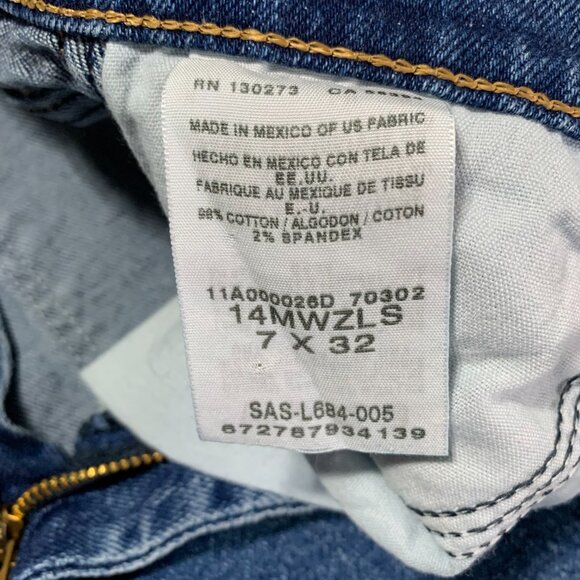 RN 130273 CA
MADE IN MEXICO OF US FABRIC
HECHO EN MEXICO CON TELA DE
EE.UU.
FABRIQUE AU MEXIQUE DE TISSU
E.-U.
98% COTTON / ALGODON / COTON
2% SPANDEX
11A000026D 70302
14MWZLS
7 X 32
SAS-L684-005
672787934139